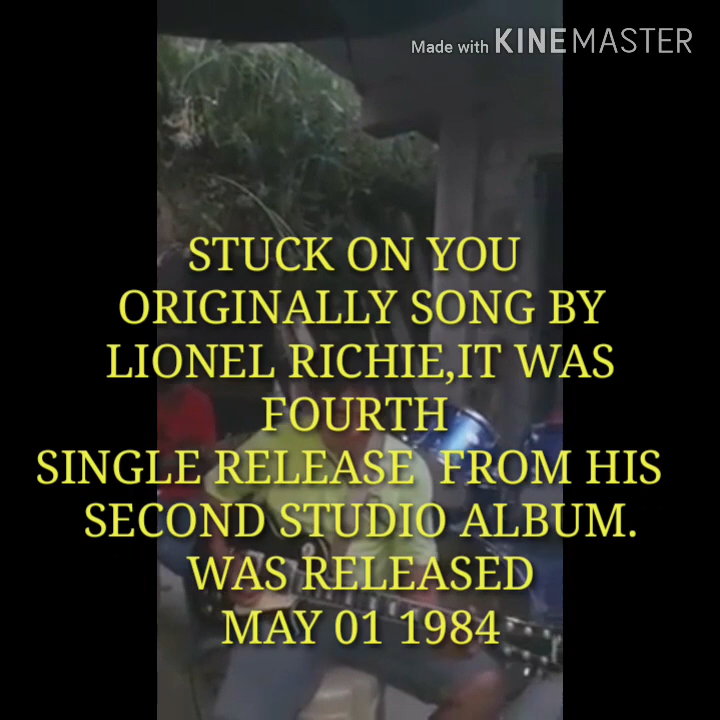 Made with KINEMASTER
STUCK ON YOU
ORIGINALLY SONG BY
LIONEL RICHIE,IT WAS
FOURTH
SINGLE RELEASE FROM HIS
SECOND STUDIO ALBUM.
WAS RELEASED
MAY 01 1984